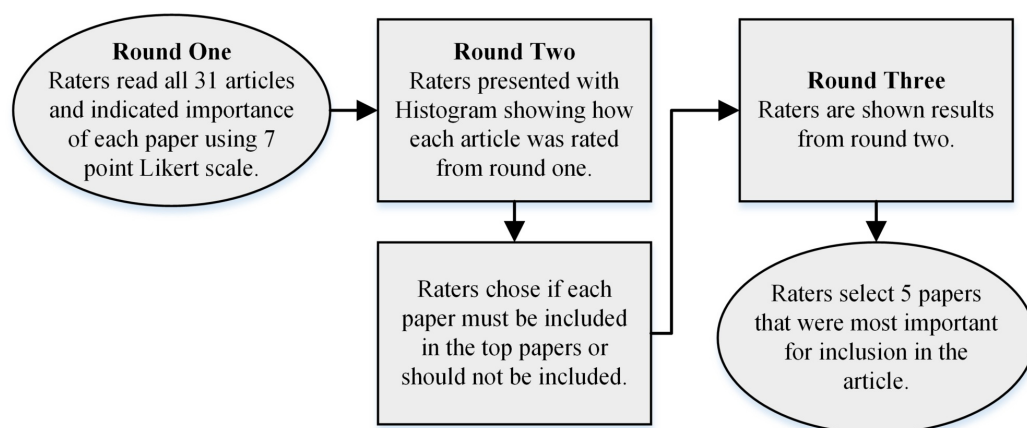 Round One
Raters read all 31 articles
and indicated importance
of each paper using 7
point Likert scale.
Round Two
Raters presented with
Histogram showing how
each article was rated
from round one.
Raters chose if each
paper must be included
in the top papers or
should not be included.
Round Three
Raters are shown results
from round two.
Raters select 5 papers
that were most important
for inclusion in the
article.